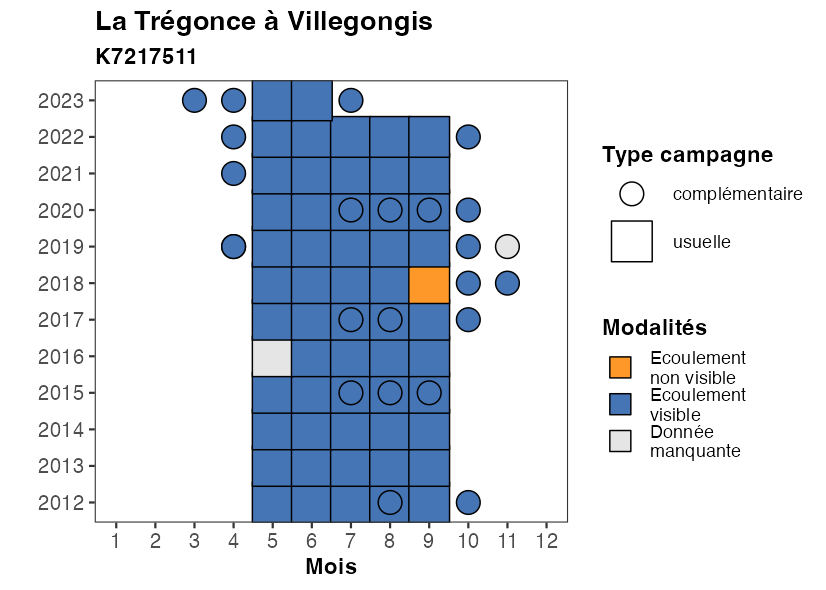 La Trégonce à Villegongis
K7217511
2023
2022
2021
2020
2019
2018
2017
2016
2015
2014
2013
2012
1 2 3 4 5 6 7 8 9 10 11 12
Mois
Type campagne
complémentaire
usuelle
Modalités
Ecoulement
non visible
Ecoulement
visible
Donnée
manquante